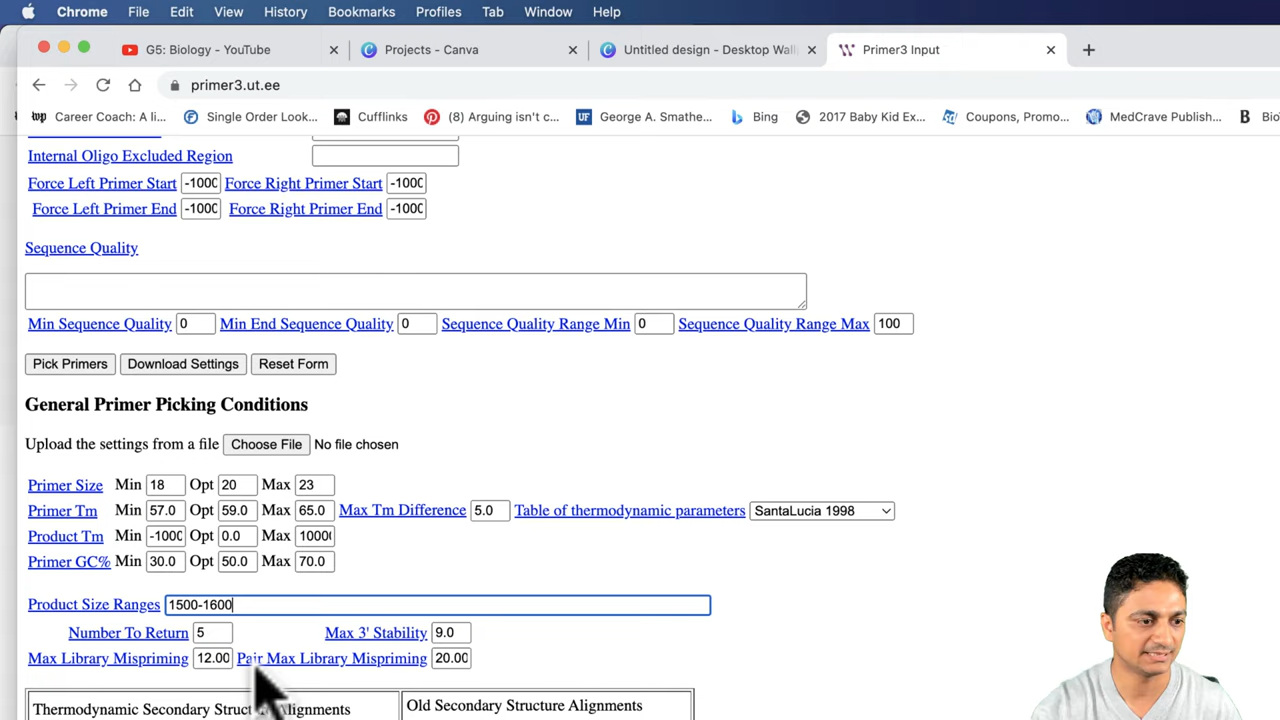 Chrome File Edit View History Bookmarks Profiles Tab Window Help
G5: Biology - YouTube Projects - Canva Untitled design - Desktop Wall Primer3 Input
primer3.ut.ee
Career Coach: A li... Single Order Look... Cufflinks (8) Arguing isn't c... George A. Smathe... Bing 2017 Baby Kid Ex... Coupons, Promo... MedCrave Publish...
Internal Oligo Excluded Region
Force Left Primer Start -1000 Force Right Primer Start -1000
Force Left Primer End -1000 Force Right Primer End -1000
Sequence Quality
Min Sequence Quality 0 Min End Sequence Quality 0 Sequence Quality Range Min 0 Sequence Quality Range Max 100
Pick Primers Download Settings Reset Form
General Primer Picking Conditions
Upload the settings from a file Choose File No file chosen
Primer Size Min 18 Opt 20 Max 23
Primer Tm Min 57.0 Opt 59.0 Max 65.0 Max Tm Difference 5.0 Table of thermodynamic parameters SantaLucia 1998
Product Tm Min -1000 Opt 0.0 Max 10000
Primer GC% Min 30.0 Opt 50.0 Max 70.0
Product Size Ranges 1500-1600
Number To Return 5 Max 3' Stability 9.0
Max Library Mispriming 12.00 Pair Max Library Mispriming 20.00
Thermodynamic Secondary Structure Alignments Old Secondary Structure Alignments